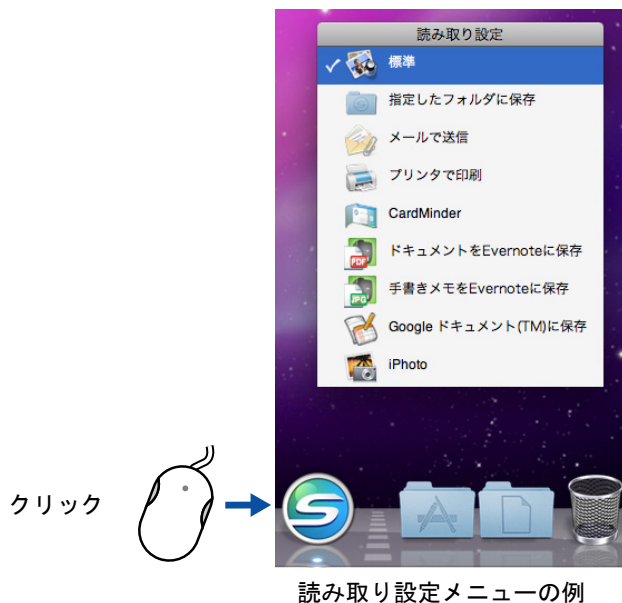 読み取り設定
標準
指定したフォルダに保存
メールで送信
プリンタで印刷
CardMinder
ドキュメントをEvernoteに保存
PDF
手書きメモをEvernoteに保存
JPG
Google ドキュメント(TM)に保存
iPhoto
クリック
S
読み取り設定メニューの例